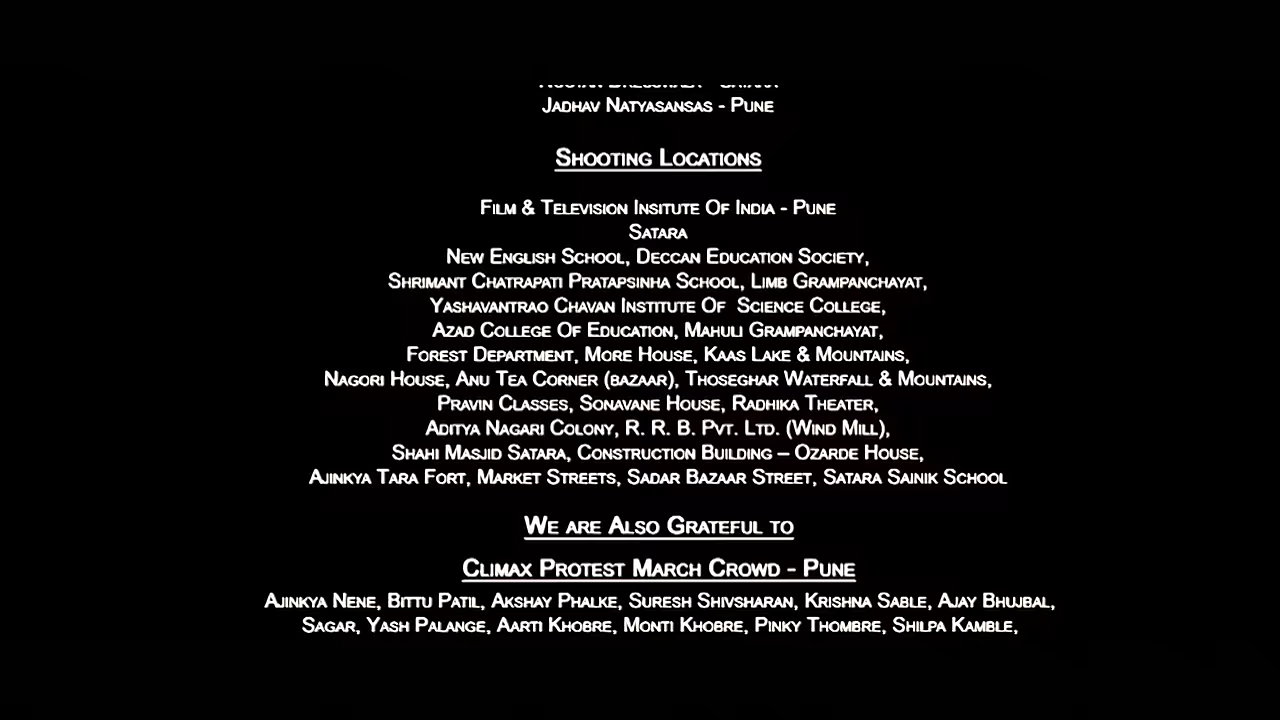 Jadhav Natyasansas - Pune
Shooting Locations
Film & Television Insitute Of India - Pune
Satara
New English School, Deccan Education Society,
Shrimant Chatrapati Pratapsinha School, Limb Grampanchayat,
Yashavantrao Chavan Institute Of Science College,
Azad College Of Education, Mahuli Grampanchayat,
Forest Department, More House, Kaas Lake & Mountains,
Nagori House, Anu Tea Corner (bazaar), Thoseghar Waterfall & Mountains,
Pravin Classes, Sonavane House, Radhika Theater,
Aditya Nagari Colony, R. R. B. Pvt. Ltd. (Wind Mill),
Shahi Masjid Satara, Construction Building – Ozarde House,
Ajinkya Tara Fort, Market Streets, Sadar Bazaar Street, Satara Sainik School
We are Also Grateful to
Climax Protest March Crowd - Pune
Ajinkya Nene, Bittu Patil, Akshay Phalke, Suresh Shivsharan, Krishna Sable, Ajay Bhujbal,
Sagar, Yash Palange, Aarti Khobre, Monti Khobre, Pinky Thombre, Shilpa Kamble,